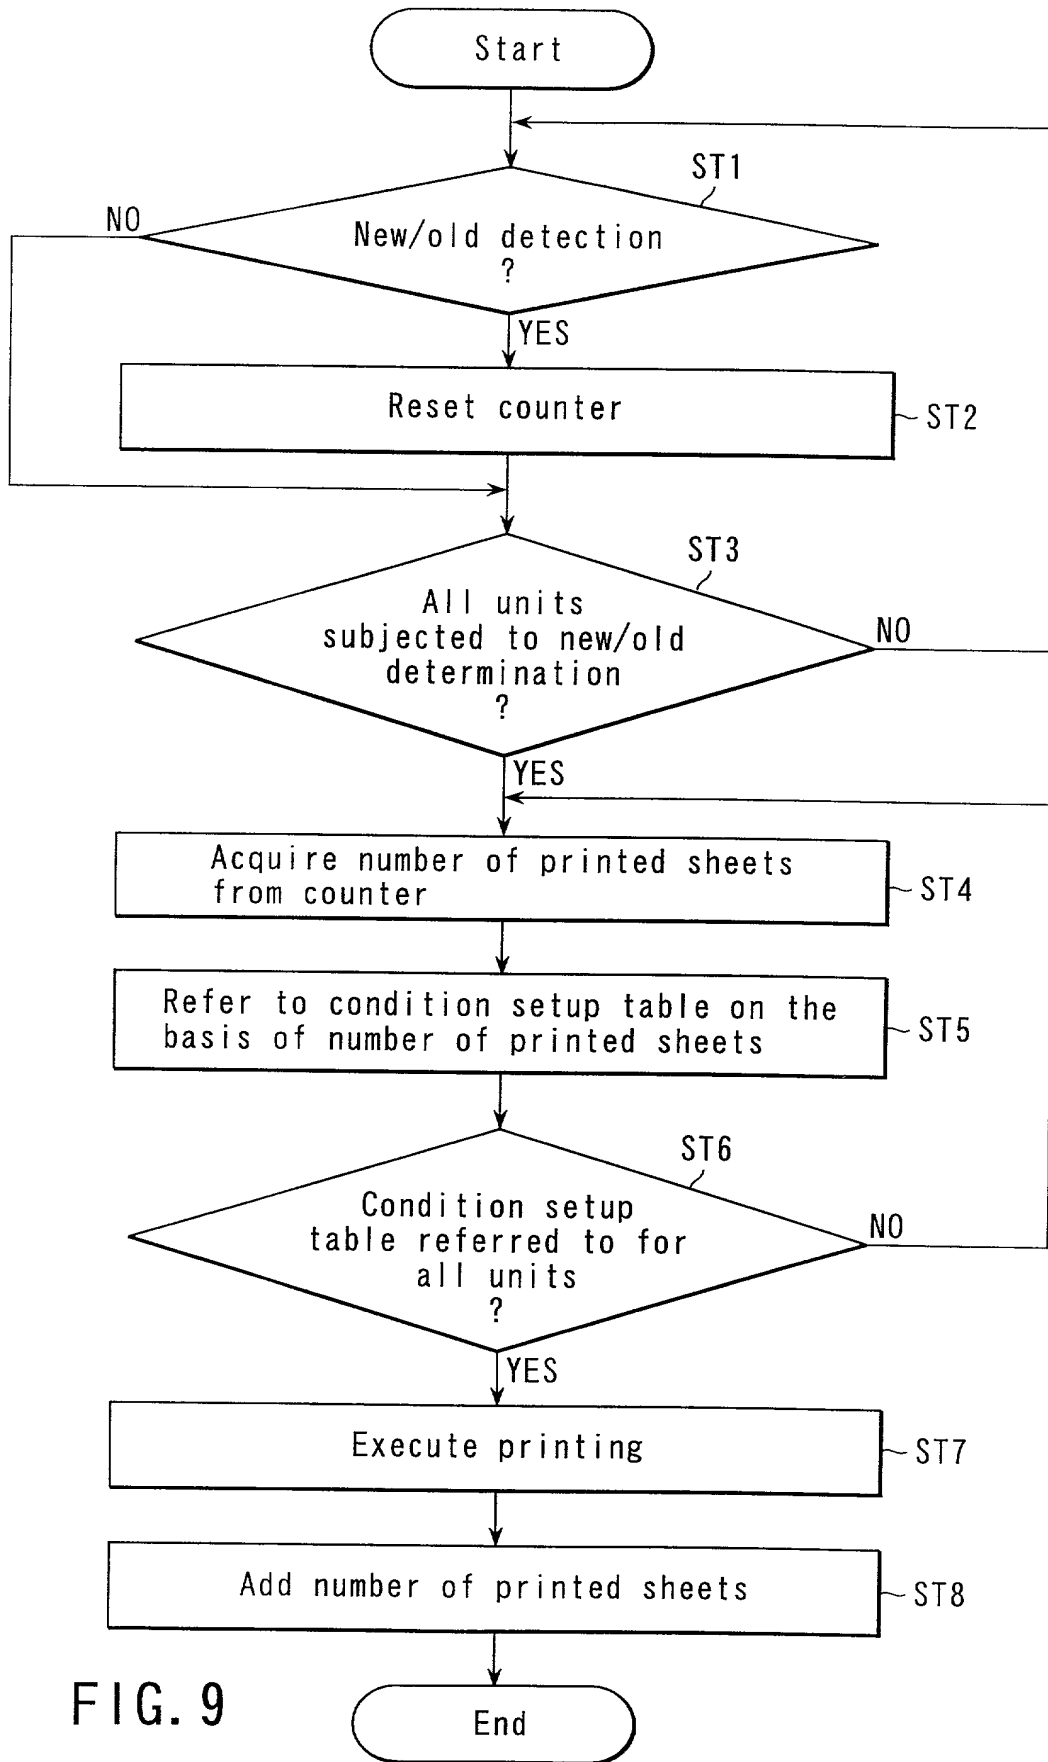 Start
ST1
NO
New/old detection
?
YES
Reset counter
ST2
ST3
All units
subjected to new/old
determination
?
NO
YES
Acquire number of printed sheets
from counter
ST4
Refer to condition setup table on the
basis of number of printed sheets
ST5
ST6
Condition setup
table referred to for
all units
?
NO
YES
Execute printing
ST7
Add number of printed sheets
ST8
FIG. 9
End